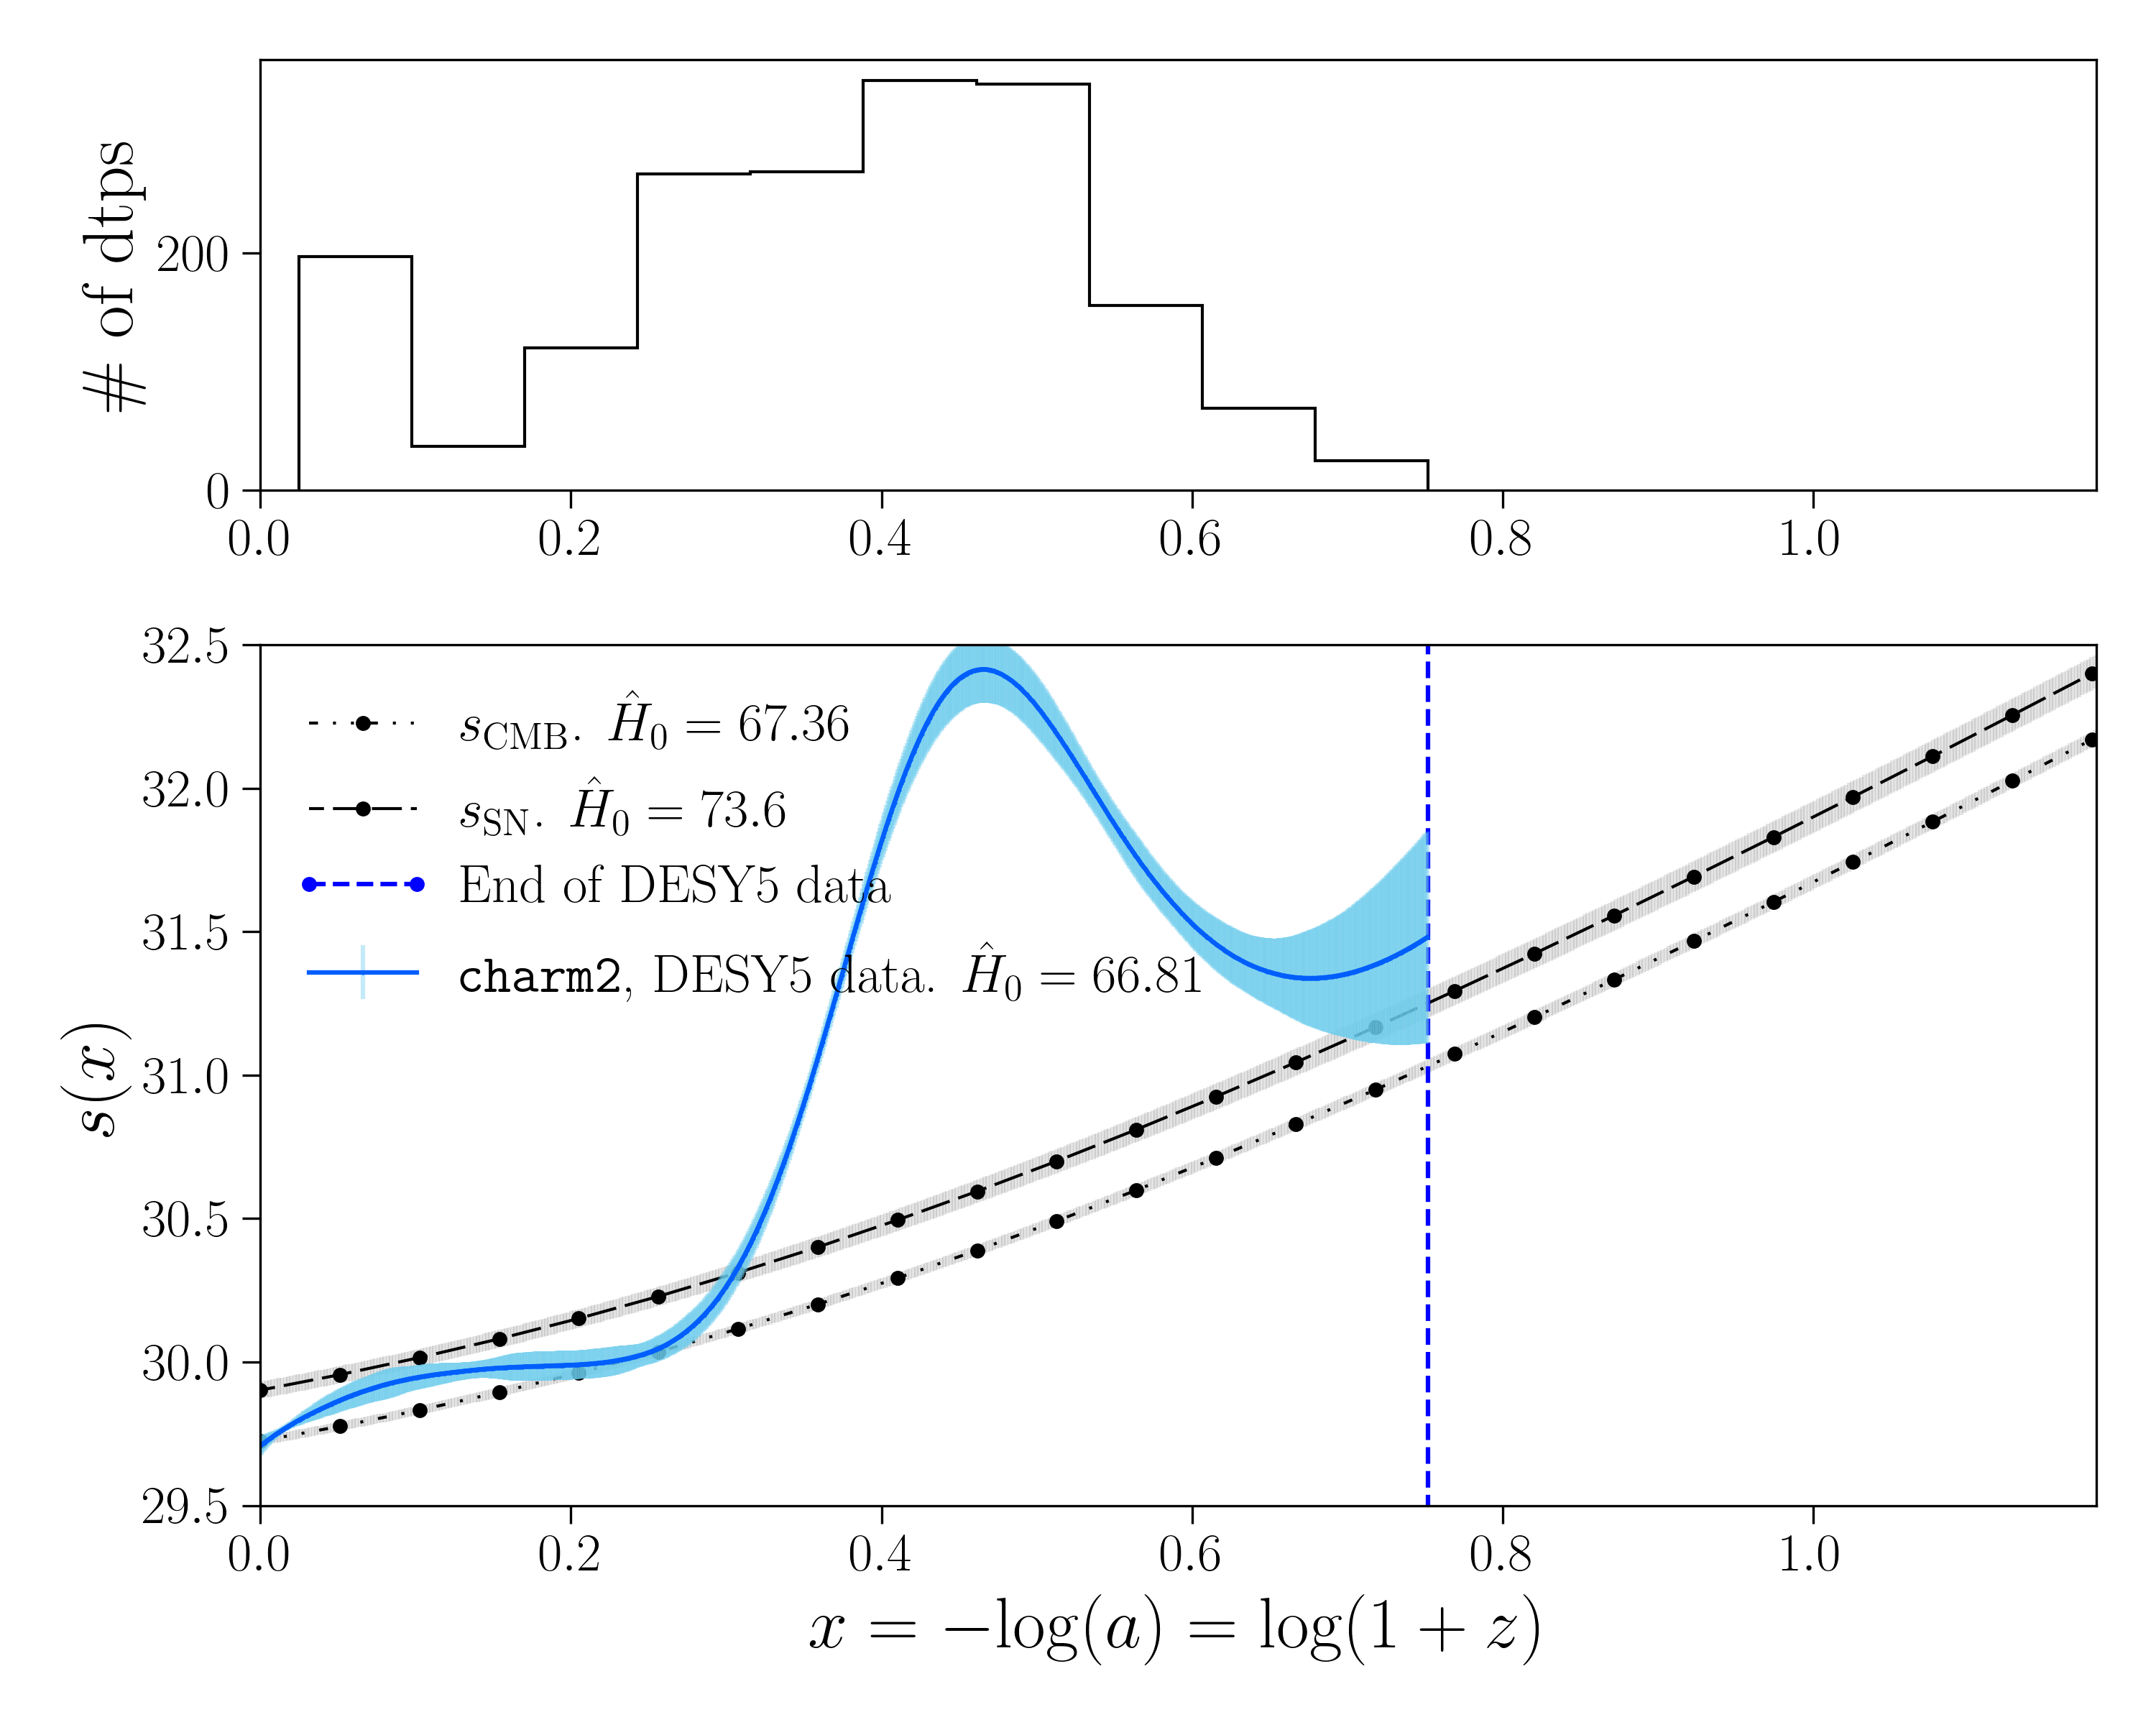 # of dtps
200
0
0.0 0.2 0.4 0.6 0.8 1.0
s(x)
32.5
32.0
31.5
31.0
30.5
30.0
29.5
s_CMB. Ĥ_0 = 67.36
s_SN. Ĥ_0 = 73.6
End of DESY5 data
charm2, DESY5 data. Ĥ_0 = 66.81
0.0 0.2 0.4 0.6 0.8 1.0
x = −log(a) = log(1 + z)